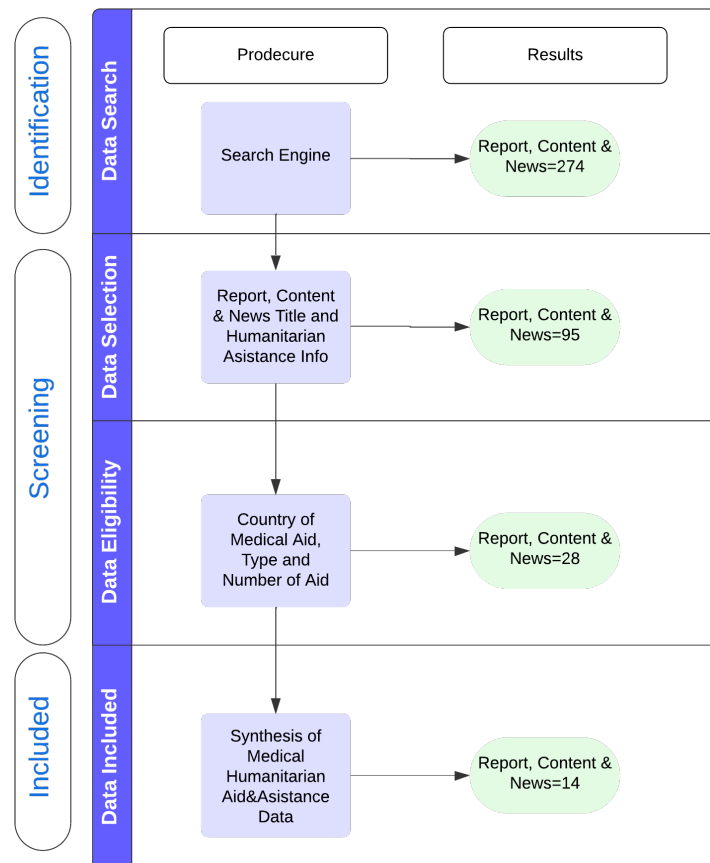 Prodecure
Results
Identification
Data Search
Search Engine
Report, Content &
News=274
Screening
Data Selection
Report, Content
& News Title and
Humanitarian
Asistance Info
Report, Content &
News=95
Data Eligibility
Country of
Medical Aid,
Type and
Number of Aid
Report, Content &
News=28
Included
Data Included
Synthesis of
Medical
Humanitarian
Aid&Asistance
Data
Report, Content &
News=14